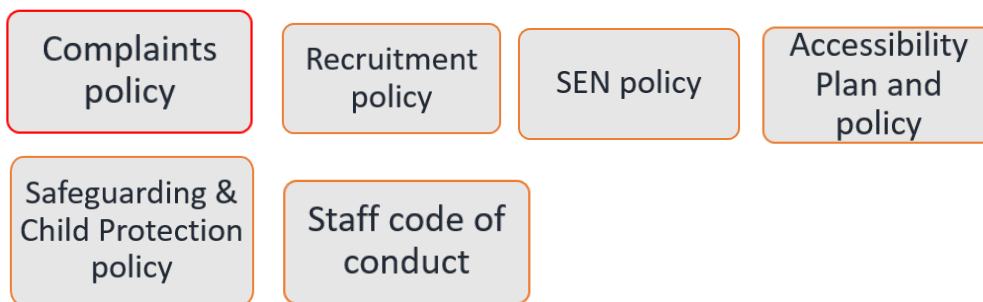 Complaints
policy
Recruitment
policy
SEN policy
Accessibility
Plan and
policy
Safeguarding &
Child Protection
policy
Staff code of
conduct